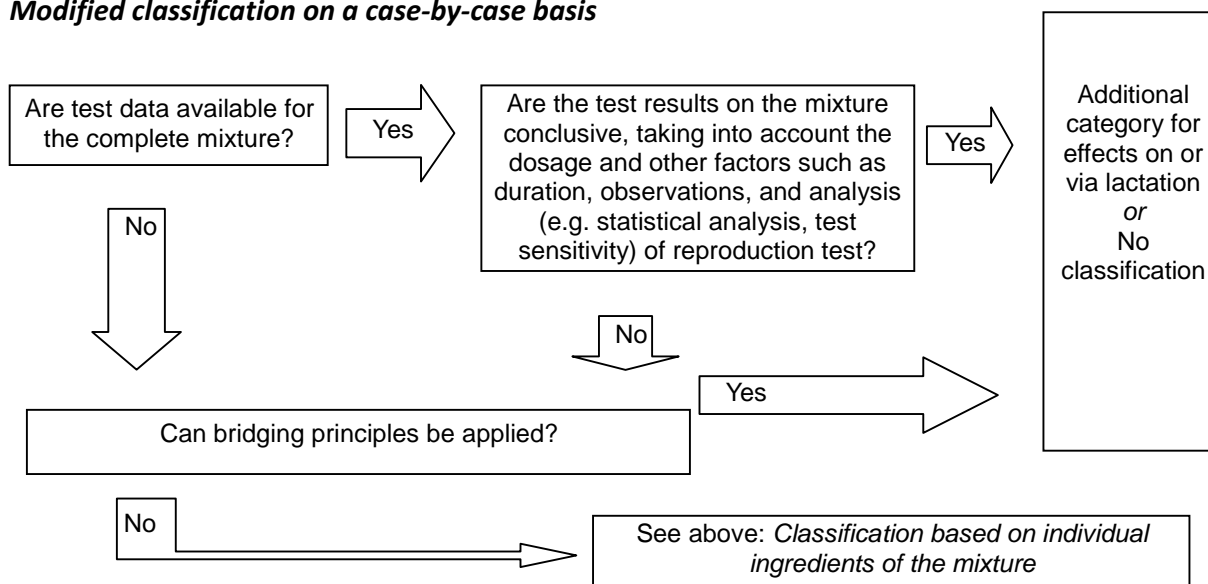 Modified classification on a case-by-case basis
Are test data available for
the complete mixture?
Yes
Are the test results on the mixture
conclusive, taking into account the
dosage and other factors such as
duration, observations, and analysis
(e.g. statistical analysis, test
sensitivity) of reproduction test?
Yes
Additional
category for
effects on or
via lactation
or
No
classification
No
No
Can bridging principles be applied?
Yes
No
See above: Classification based on individual
ingredients of the mixture